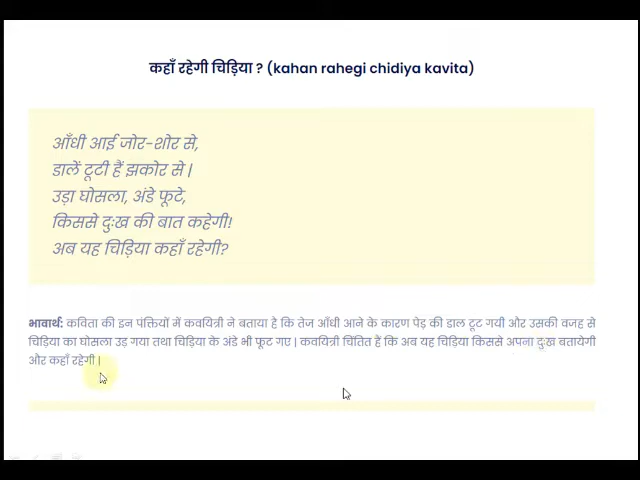 कहाँ रहेगी चिड़िया ? (kahan rahegi chidiya kavita)
आँधी आई जोर-शोर से,
डालें टूटी हैं झकोर से |
उड़ा घोसला, अंडे फूटे,
किससे दुःख की बात कहेगी!
अब यह चिड़िया कहाँ रहेगी?
भावार्थ: कविता की इन पंक्तियों में कवयित्री ने बताया है कि तेज आँधी आने के कारण पेड़ की डाल टूट गयी और उसकी वजह से
चिड़िया का घोसला उड़ गया तथा चिड़िया के अंडे भी फूट गए | कवयित्री चिंतित हैं कि अब यह चिड़िया किससे अपना दुःख बतायेगी
और कहाँ रहेगी |